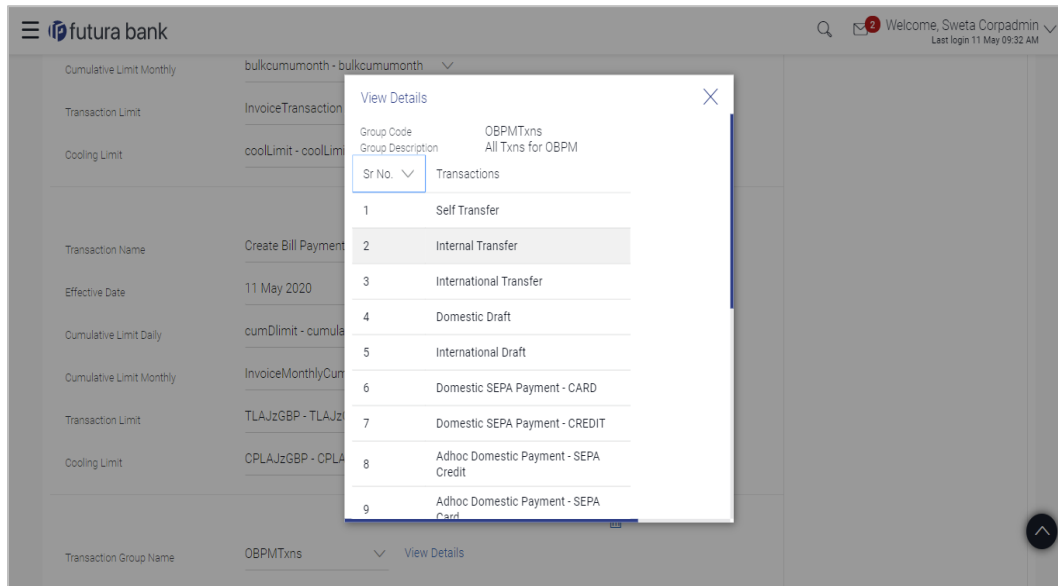 futura bank
2
Welcome, Sweta Corpadmin
Last login 11 May 09:32 AM
Cumulative Limit Monthly
bulkcumumonth - bulkcumumonth
Transaction Limit
InvoiceTransaction
Cooling Limit
coolLimit - coolLimi
Transaction Name
Create Bill Payment
Effective Date
11 May 2020
Cumulative Limit Daily
cumDlimit - cumula
Cumulative Limit Monthly
InvoiceMonthlyCum
Transaction Limit
TLAJzGBP - TLAJz
Cooling Limit
CPLAJzGBP - CPLA
Transaction Group Name
OBPMTxns
View Details
View Details
Group Code OBPMTxns
Group Description All Txns for OBPM
Sr No. Transactions
1 Self Transfer
2 Internal Transfer
3 International Transfer
4 Domestic Draft
5 International Draft
6 Domestic SEPA Payment - CARD
7 Domestic SEPA Payment - CREDIT
8 Adhoc Domestic Payment - SEPA
Credit
9 Adhoc Domestic Payment - SEPA
Card